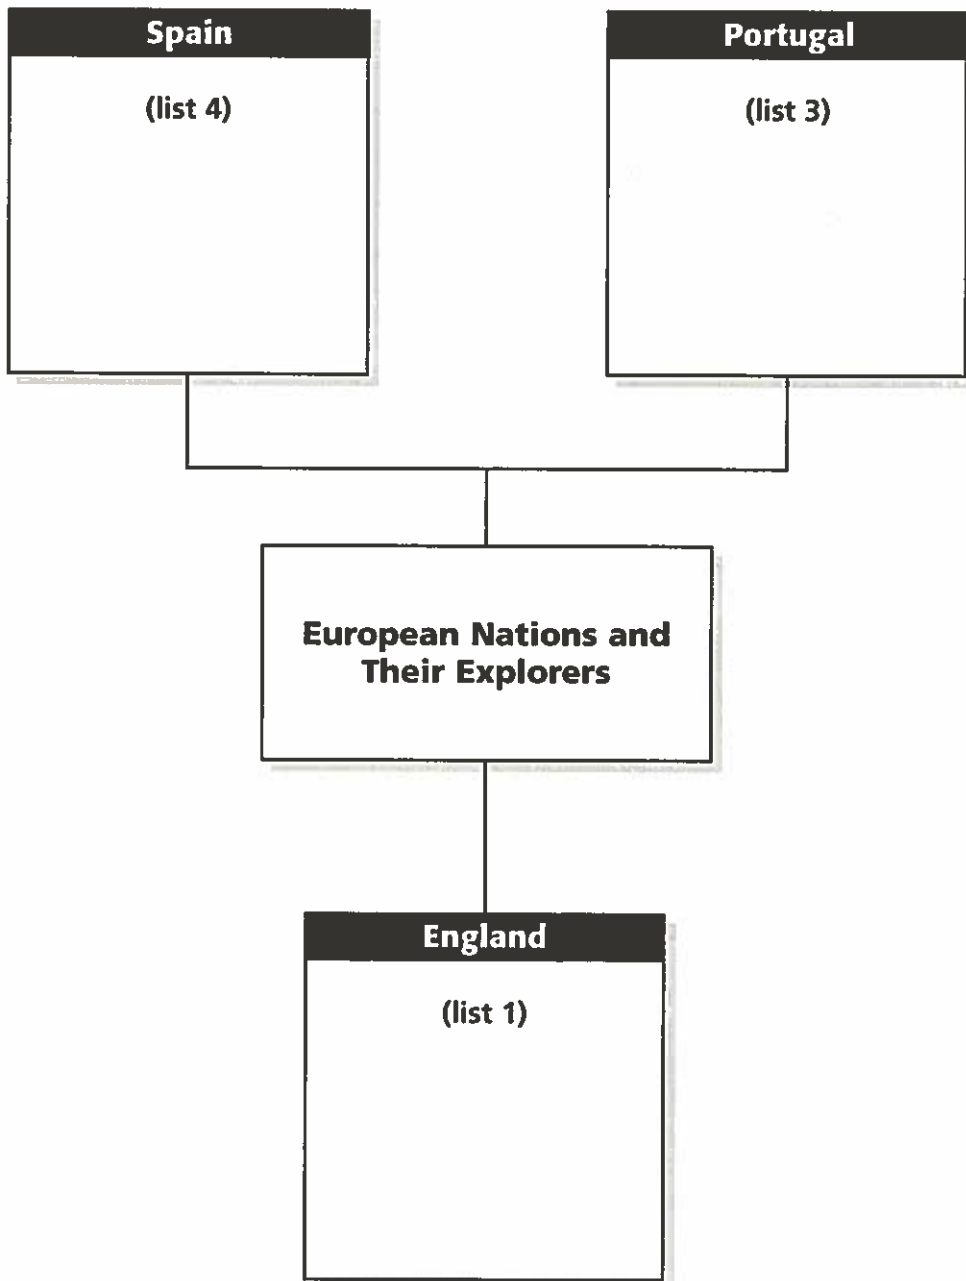 Spain
(list 4)
Portugal
(list 3)
European Nations and
Their Explorers
England
(list 1)